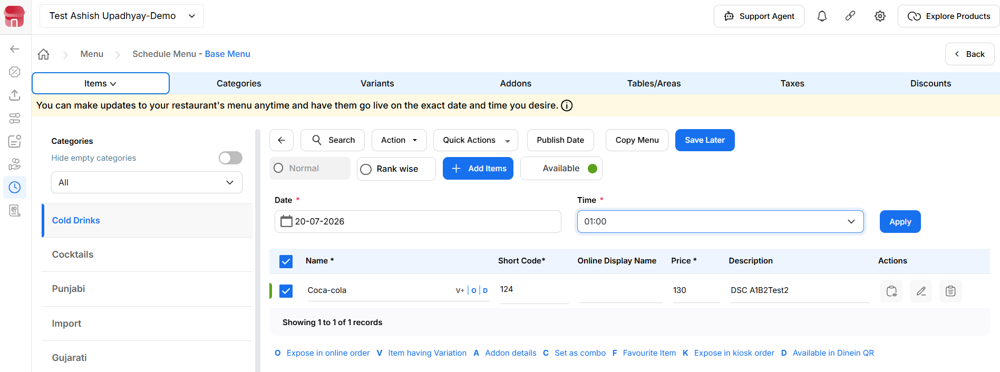 Test Ashish Upadhyay-Demo
Support Agent
Explore Products
Menu
Schedule Menu - Base Menu
Back
Items
Categories
Variants
Addons
Tables/Areas
Taxes
Discounts
You can make updates to your restaurant's menu anytime and have them go live on the exact date and time you desire.
Categories
Hide empty categories
All
Cold Drinks
Cocktails
Punjabi
Import
Gujarati
Search
Action
Quick Actions
Publish Date
Copy Menu
Save Later
Normal
Rank wise
+ Add Items
Available
Date *
Time *
20-07-2026
01:00
Apply
Name *
Short Code*
Online Display Name
Price *
Description
Actions
Coca-cola
V+ | O | D
124
130
DSC A1B2Test2
Showing 1 to 1 of 1 records
O Expose in online order V Item having Variation A Addon details C Set as combo F Favourite Item K Expose in kiosk order D Available in Dinein QR